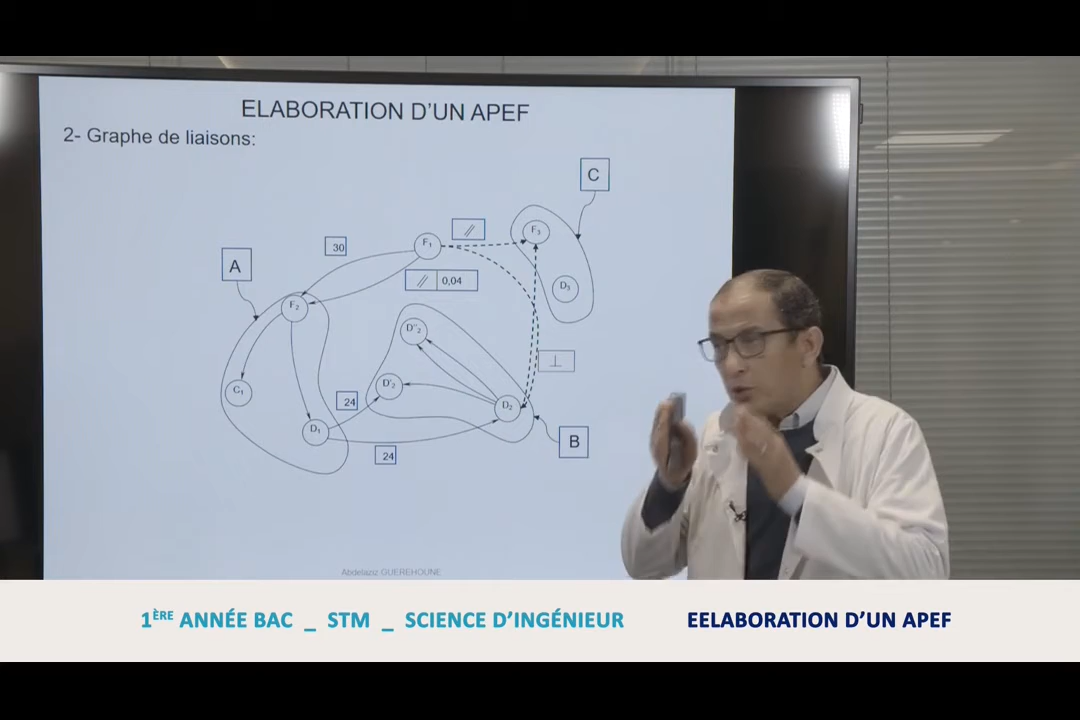 ELABORATION D'UN APEF
2- Graphe de liaisons:
C
F₁
//
F₃
30
A
// 0,04
D₃
F₂
D''₂
⊥
D'₂
C₁
24
D₂
D₁
B
24
Abdelaziz GUEREHOUNE
1ÈRE ANNÉE BAC _ STM _ SCIENCE D'INGÉNIEUR EELABORATION D'UN APEF